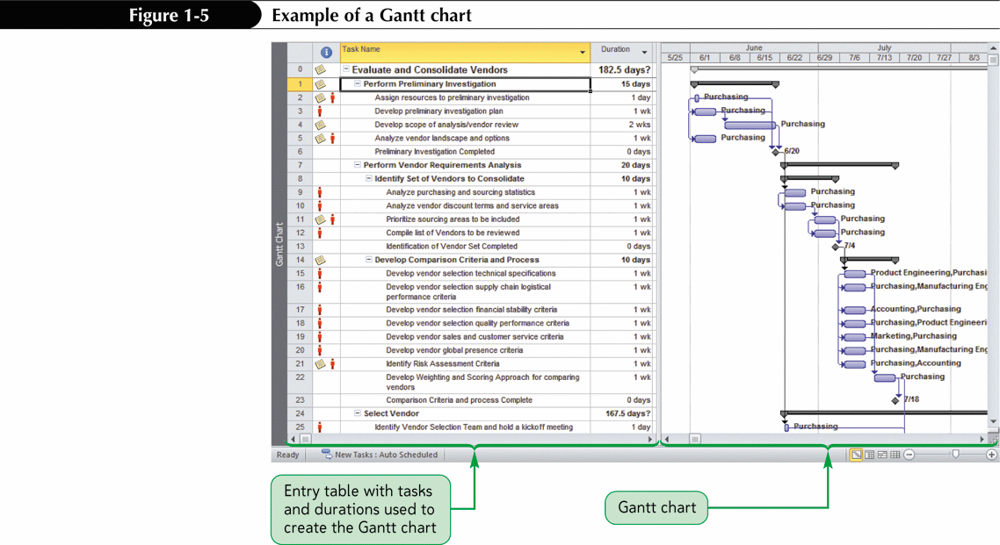 Figure 1-5 Example of a Gantt chart
Task Name Duration June July
5/25 6/1 6/8 6/15 6/22 6/29 7/6 7/13 7/20 7/27 8/3
0 Evaluate and Consolidate Vendors 182.5 days?
1 Perform Preliminary Investigation 15 days
2 Assign resources to preliminary investigation 1 day Purchasing
3 Develop preliminary investigation plan 1 wk Purchasing
4 Develop scope of analysis/vendor review 2 wks Purchasing
5 Analyze vendor landscape and options 1 wk Purchasing
6 Preliminary Investigation Completed 0 days 6/20
7 Perform Vendor Requirements Analysis 20 days
8 Identify Set of Vendors to Consolidate 10 days
9 Analyze purchasing and sourcing statistics 1 wk Purchasing
10 Analyze vendor discount terms and service areas 1 wk Purchasing
11 Prioritize sourcing areas to be included 1 wk Purchasing
12 Compile list of Vendors to be reviewed 1 wk Purchasing
13 Identification of Vendor Set Completed 0 days 7/4
14 Develop Comparison Criteria and Process 10 days
15 Develop vendor selection technical specifications 1 wk Product Engineering,Purchasi
16 Develop vendor selection supply chain logistical 1 wk Purchasing,Manufacturing Eng
performance criteria
17 Develop vendor selection financial stability criteria 1 wk Accounting,Purchasing
18 Develop vendor selection quality performance criteria 1 wk Purchasing,Product Engineeri
19 Develop vendor sales and customer service criteria 1 wk Marketing,Purchasing
20 Develop vendor global presence criteria 1 wk Purchasing,Manufacturing Eng
21 Identify Risk Assessment Criteria 1 wk Purchasing,Accounting
22 Develop Weighting and Scoring Approach for comparing 1 wk Purchasing
vendors
23 Comparison Criteria and process Complete 0 days 7/18
24 Select Vendor 167.5 days?
25 Identify Vendor Selection Team and hold a kickoff meeting 1 day Purchasing
Gantt Chart
Ready New Tasks : Auto Scheduled
Entry table with tasks
and durations used to
create the Gantt chart
Gantt chart